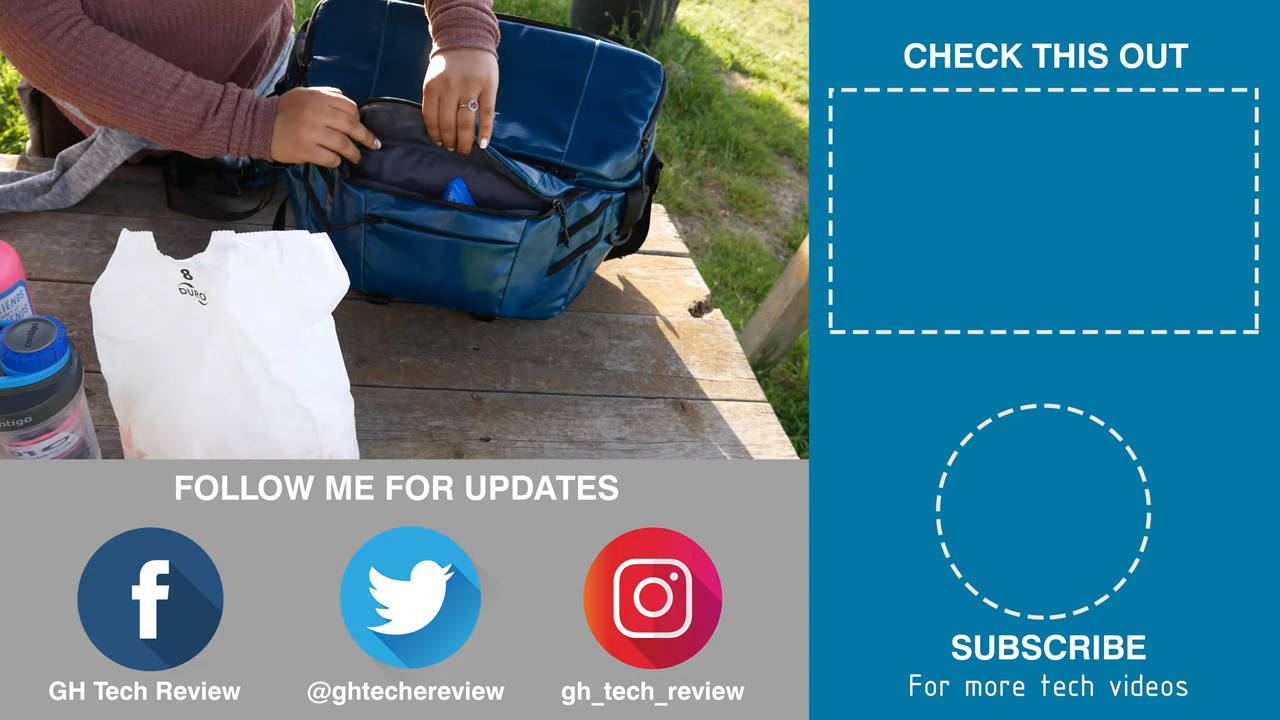 CHECK THIS OUT
8
DURO
contigo
FOLLOW ME FOR UPDATES
GH Tech Review
@ghtechereview
gh_tech_review
SUBSCRIBE
For more tech videos